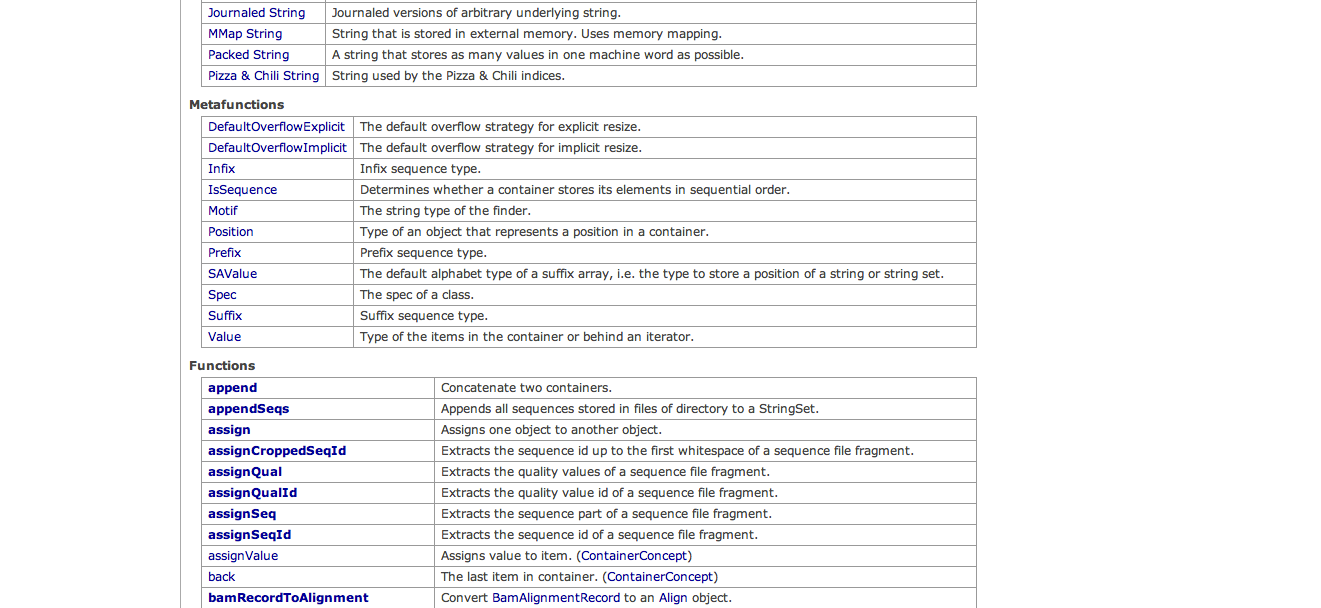 Journaled String Journaled versions of arbitrary underlying string.
MMap String String that is stored in external memory. Uses memory mapping.
Packed String A string that stores as many values in one machine word as possible.
Pizza & Chili String String used by the Pizza & Chili indices.
Metafunctions
DefaultOverflowExplicit The default overflow strategy for explicit resize.
DefaultOverflowImplicit The default overflow strategy for implicit resize.
Infix Infix sequence type.
IsSequence Determines whether a container stores its elements in sequential order.
Motif The string type of the finder.
Position Type of an object that represents a position in a container.
Prefix Prefix sequence type.
SAValue The default alphabet type of a suffix array, i.e. the type to store a position of a string or string set.
Spec The spec of a class.
Suffix Suffix sequence type.
Value Type of the items in the container or behind an iterator.
Functions
append Concatenate two containers.
appendSeqs Appends all sequences stored in files of directory to a StringSet.
assign Assigns one object to another object.
assignCroppedSeqId Extracts the sequence id up to the first whitespace of a sequence file fragment.
assignQual Extracts the quality values of a sequence file fragment.
assignQualId Extracts the quality value id of a sequence file fragment.
assignSeq Extracts the sequence part of a sequence file fragment.
assignSeqId Extracts the sequence id of a sequence file fragment.
assignValue Assigns value to item. (ContainerConcept)
back The last item in container. (ContainerConcept)
bamRecordToAlignment Convert BamAlignmentRecord to an Align object.